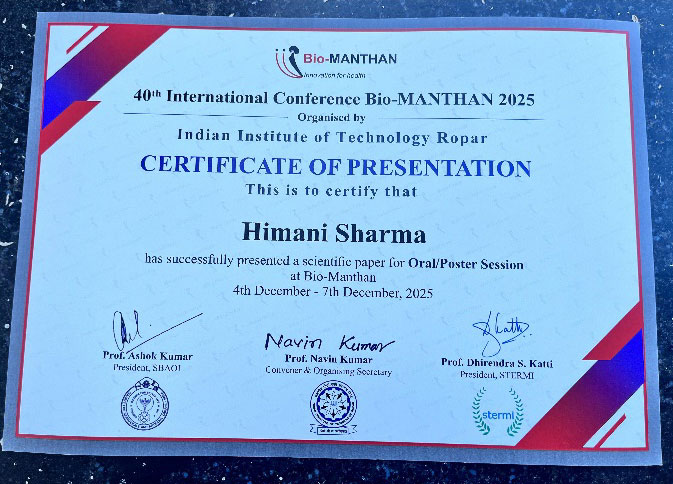 Bio-MANTHAN
Innovation for health
40th International Conference Bio-MANTHAN 2025
Organised by
Indian Institute of Technology Ropar
CERTIFICATE OF PRESENTATION
This is to certify that
Himani Sharma
has successfully presented a scientific paper for Oral/Poster Session
at Bio-Manthan
4th December - 7th December, 2025
Navin Kumar
Prof. Ashok Kumar
President, SBAOI
Prof. Navin Kumar
Convener & Organising Secretary
Prof. Dhirendra S. Katti
President, STERMI
stermi